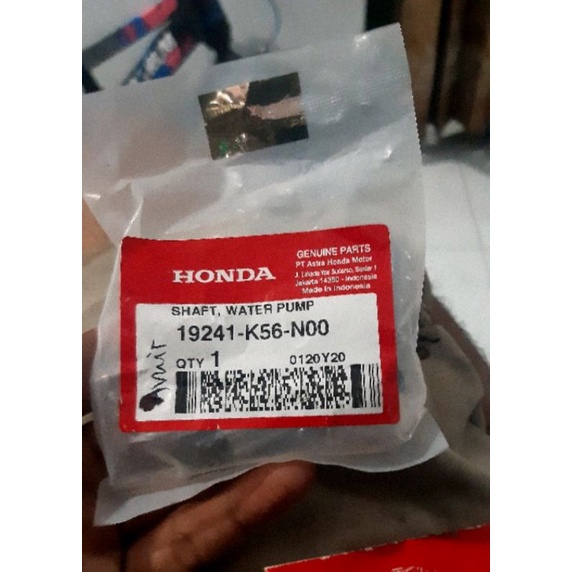 GENUINE PARTS
PT Astra Honda Motor
Jakarta 14350 - Indonesia
Made in Indonesia
HONDA
SHAFT, WATER PUMP
19241-K56-N00
QTY 1
0120Y20